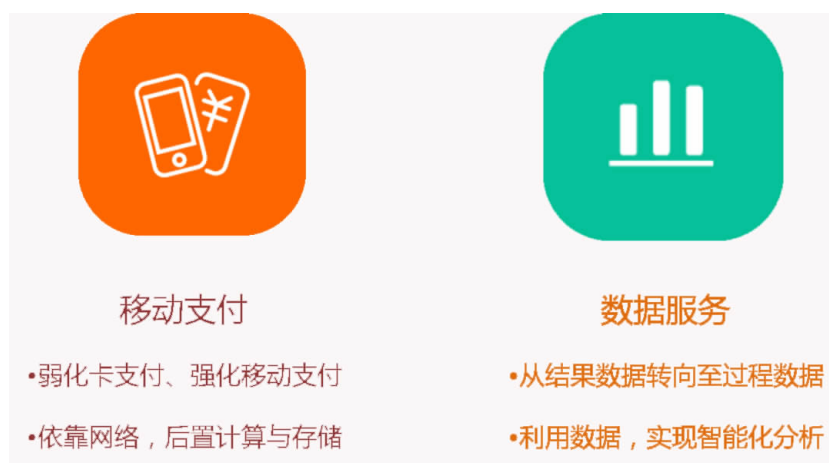 移动支付
•弱化卡支付、强化移动支付
•依靠网络，后置计算与存储
数据服务
•从结果数据转向至过程数据
•利用数据，实现智能化分析